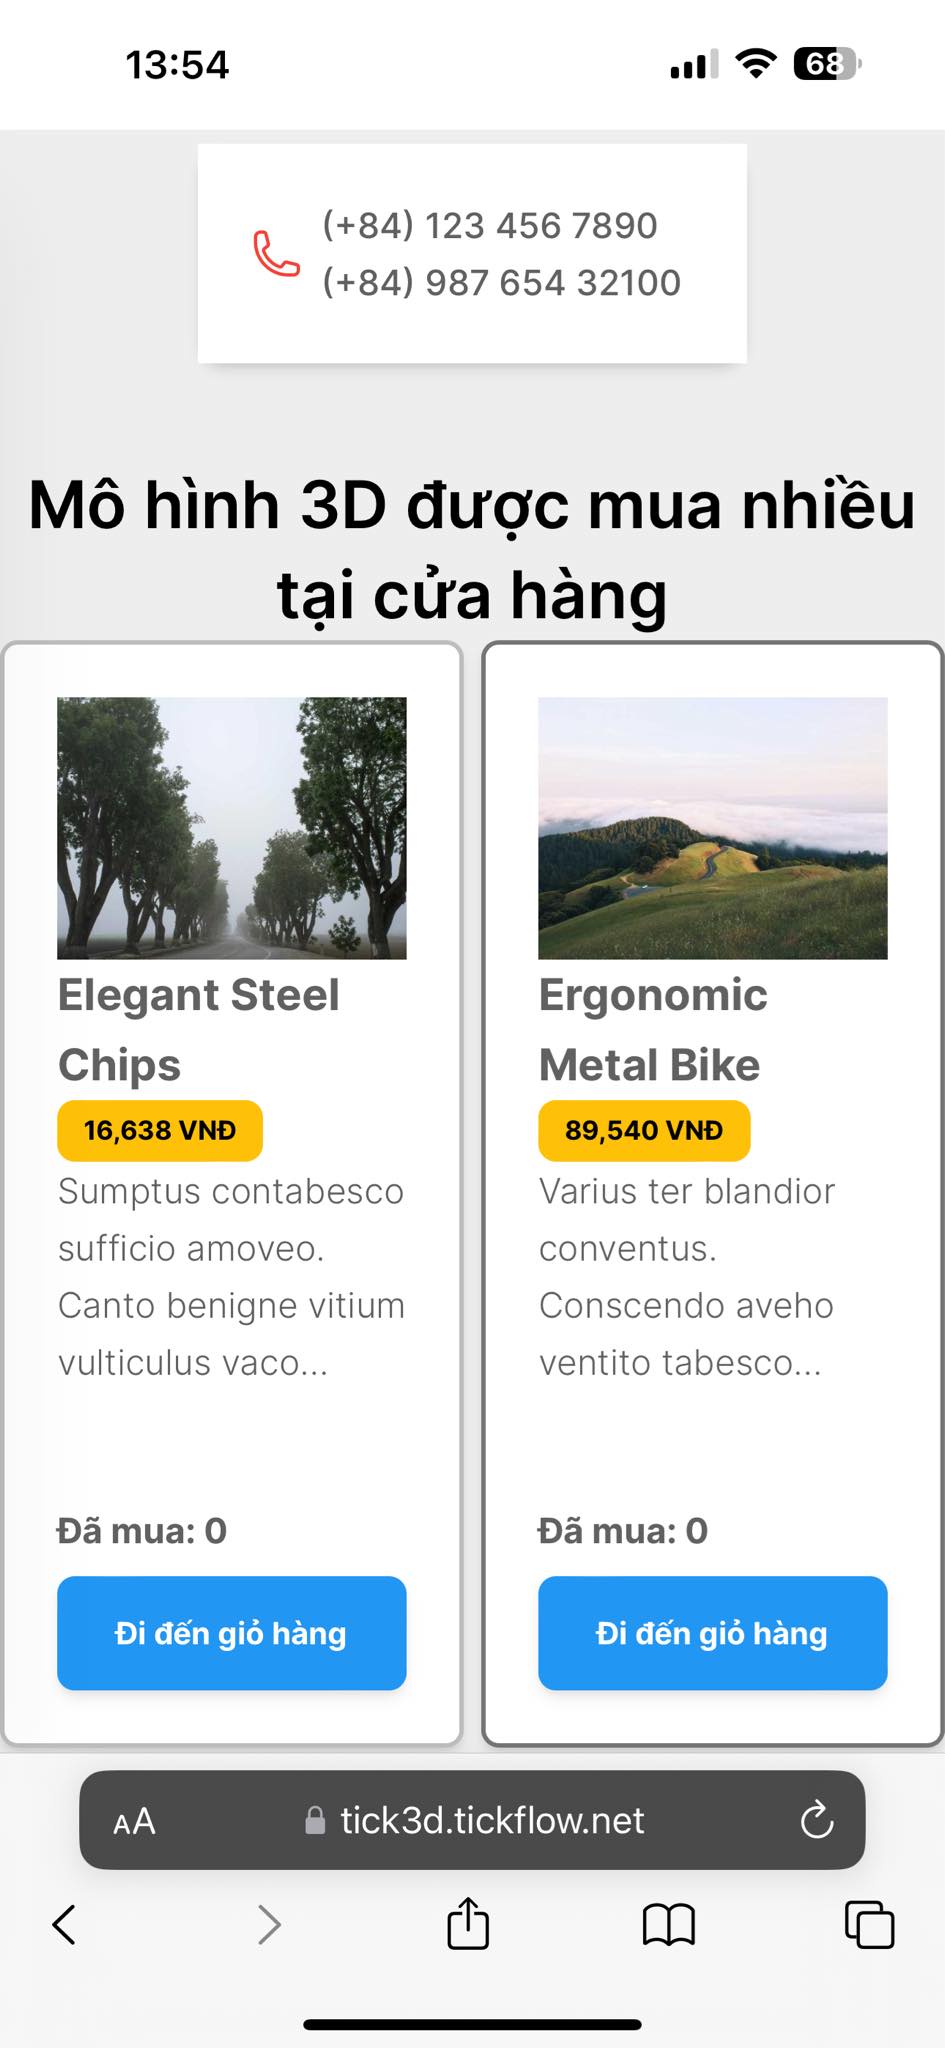 13:54
68
(+84) 123 456 7890
(+84) 987 654 32100
Mô hình 3D được mua nhiều
tại cửa hàng
Elegant Steel
Chips
16,638 VNĐ
Sumptus contabesco
sufficio amoveo.
Canto benigne vitium
vulticulus vaco...
Đã mua: 0
Đi đến giỏ hàng
Ergonomic
Metal Bike
89,540 VNĐ
Varius ter blandior
conventus.
Conscendo aveho
ventito tabesco...
Đã mua: 0
Đi đến giỏ hàng
AA
tick3d.tickflow.net